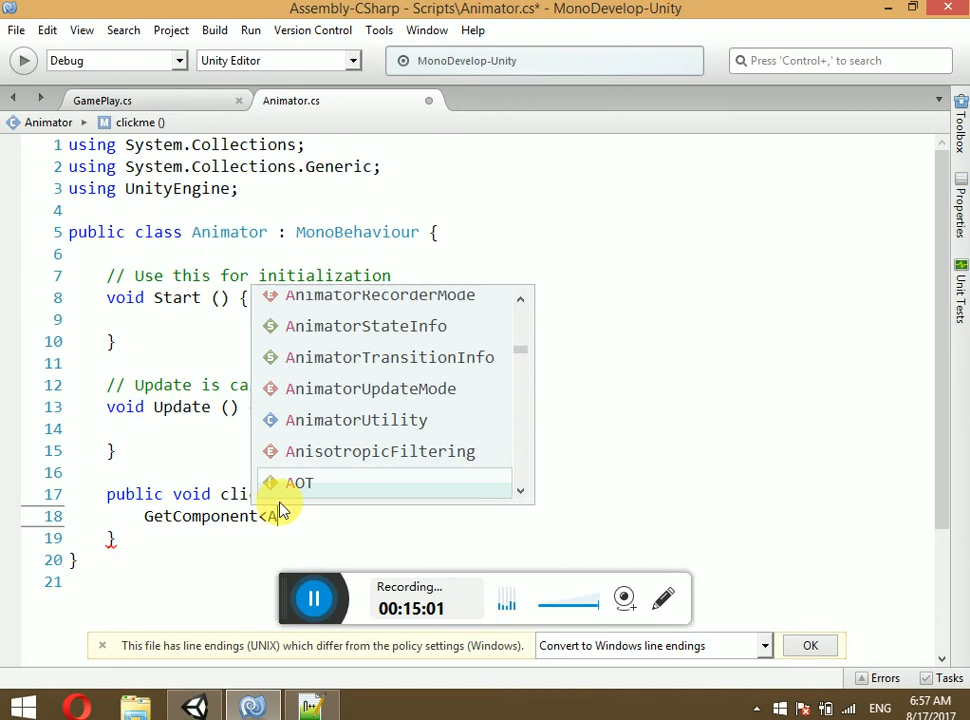 Assembly-CSharp - Scripts\Animator.cs* - MonoDevelop-Unity
File Edit View Search Project Build Run Version Control Tools Window Help
Debug Unity Editor MonoDevelop-Unity Press 'Control+,' to search
GamePlay.cs Animator.cs
Animator clickme ()
1 using System.Collections;
2 using System.Collections.Generic;
3 using UnityEngine;
4
5 public class Animator : MonoBehaviour {
6
7 // Use this for initialization
8 void Start () {
9
10 }
11
12 // Update is ca
13 void Update ()
14
15 }
16
17 public void cli
18 GetComponent<A
19 }
20 }
21
AnimatorRecorderMode
AnimatorStateInfo
AnimatorTransitionInfo
AnimatorUpdateMode
AnimatorUtility
AnisotropicFiltering
AOT
Toolbox
Properties
Unit Tests
Recording...
00:15:01
This file has line endings (UNIX) which differ from the policy settings (Windows). Convert to Windows line endings OK
Errors Tasks
ENG
6:57 AM
8/17/2017